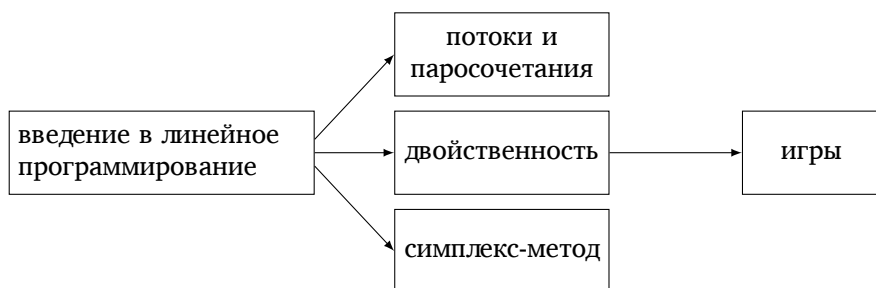 потоки и
паросочетания
введение в линейное
программирование
двойственность
игры
симплекс-метод